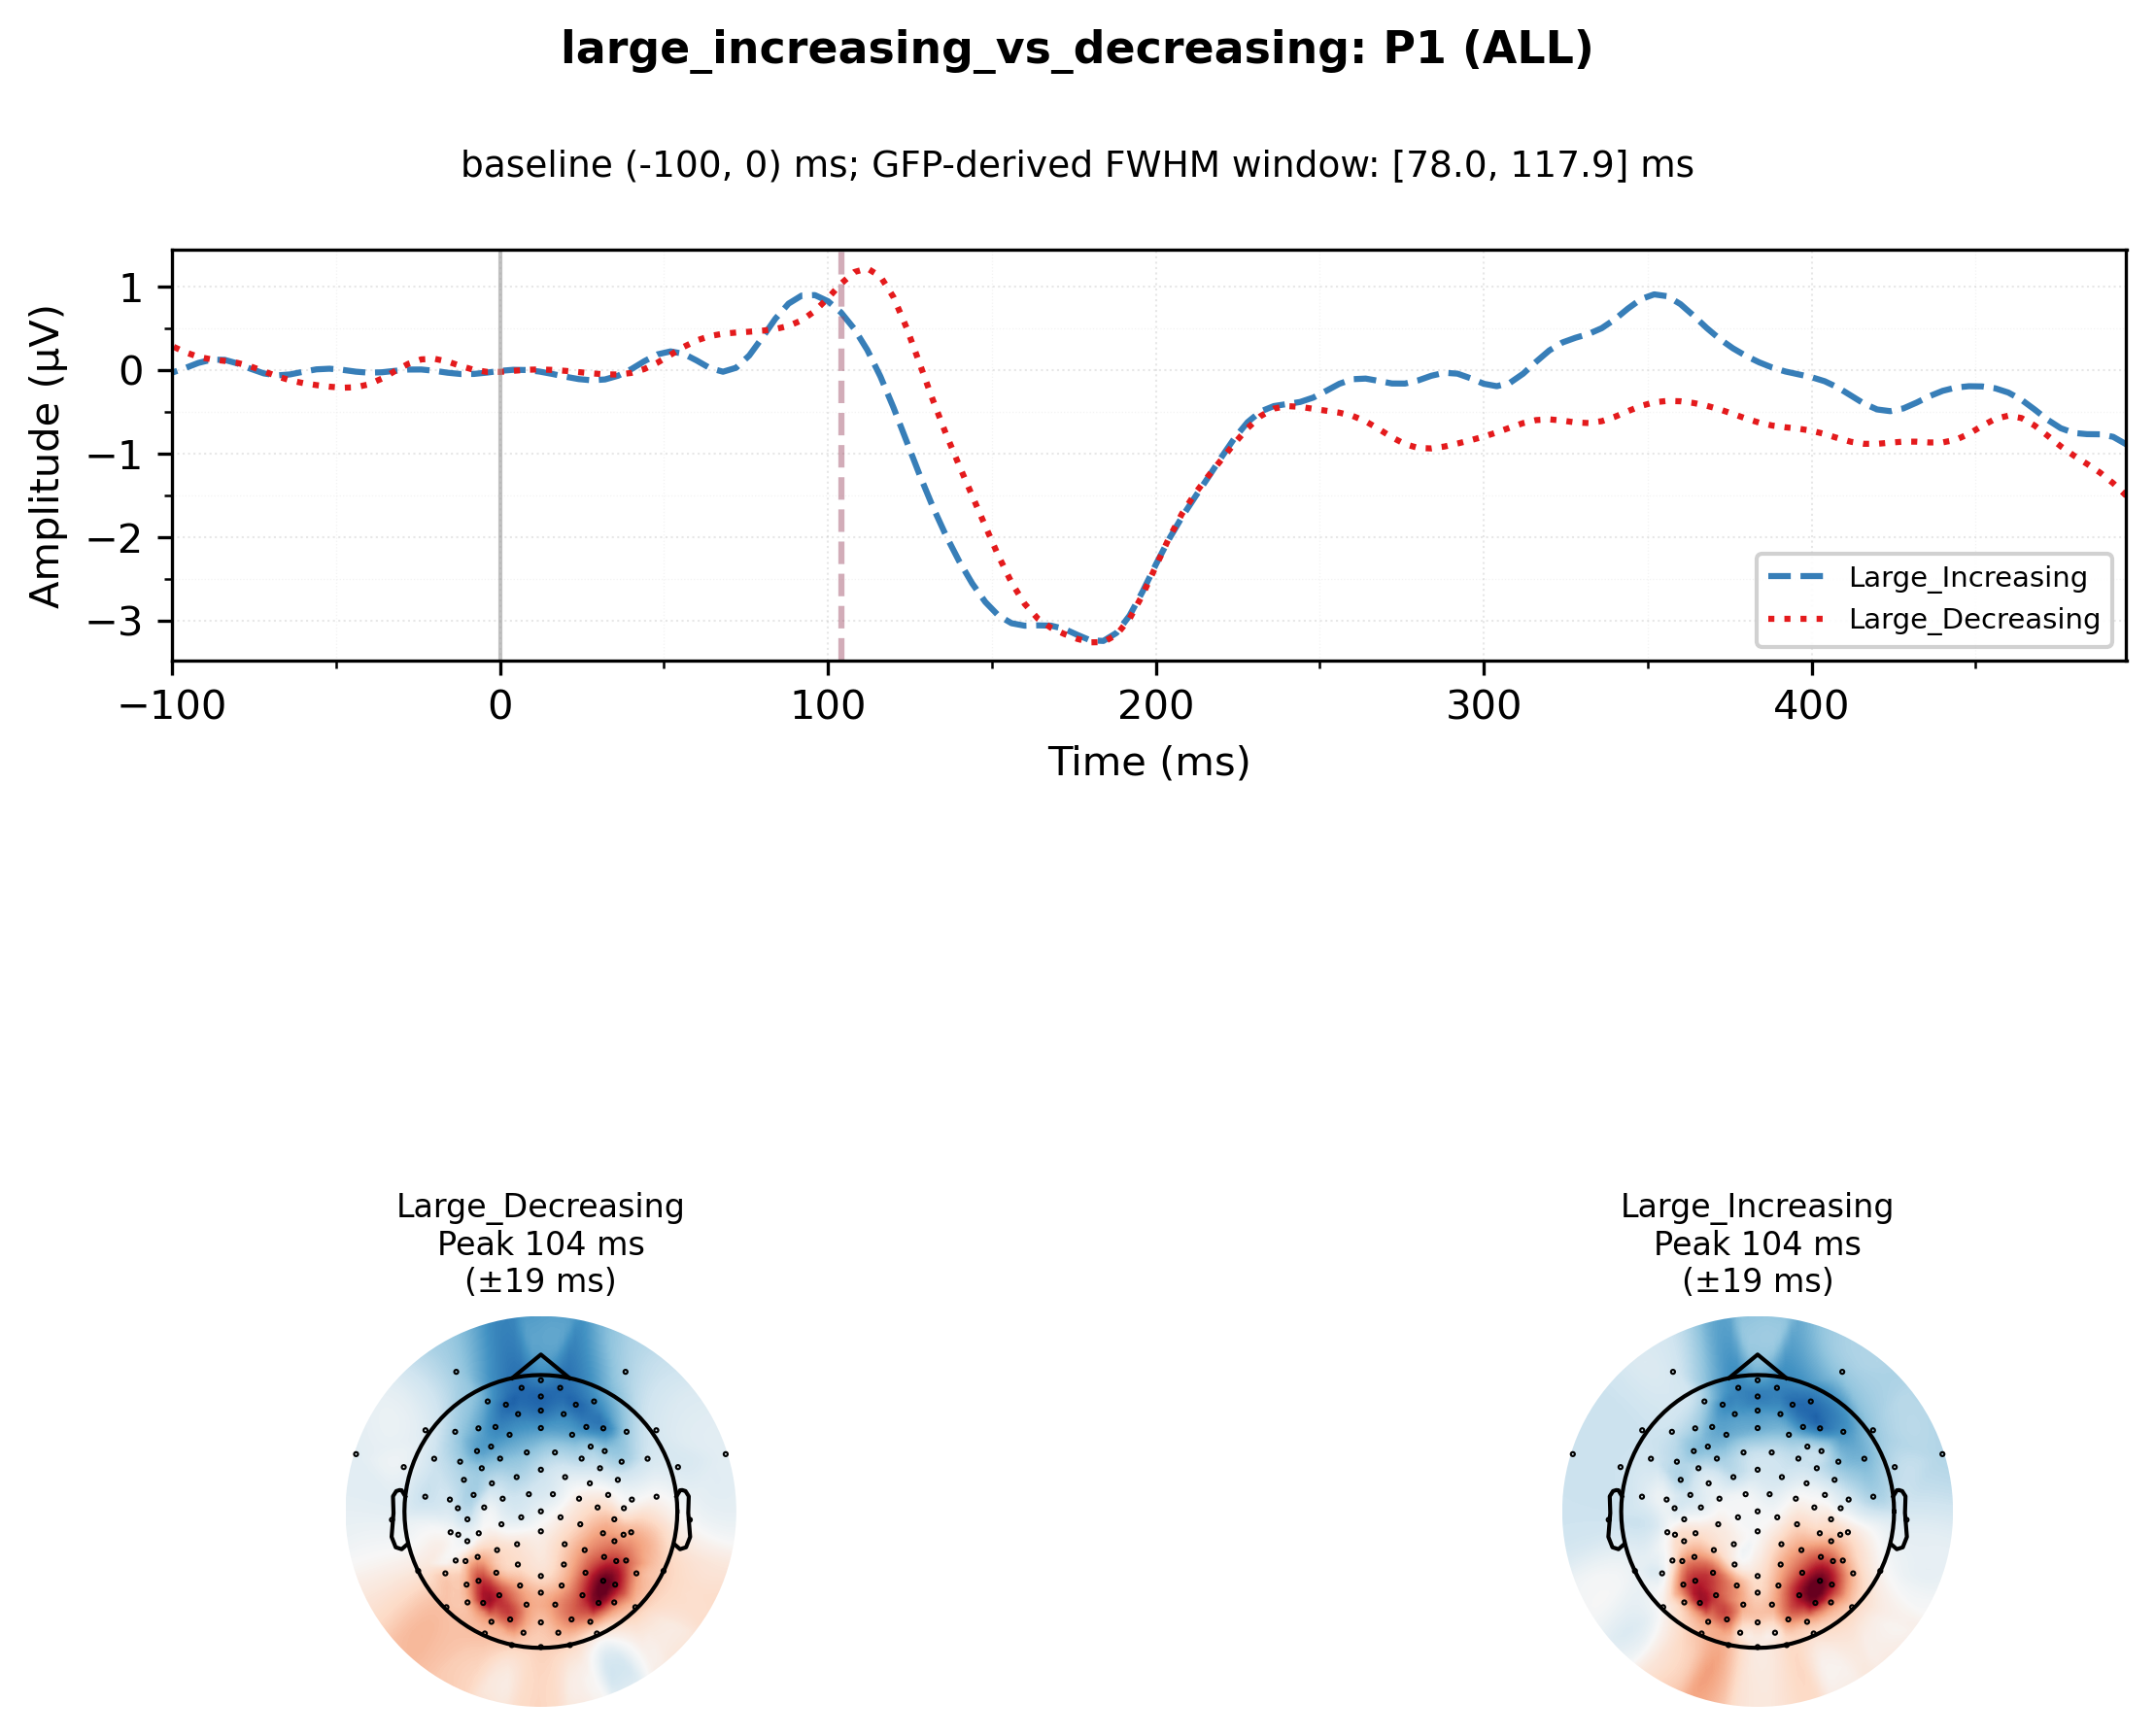 large_increasing_vs_decreasing: P1 (ALL)
baseline (-100, 0) ms; GFP-derived FWHM window: [78.0, 117.9] ms
Amplitude (µV)
1
0
−1
−2
−3
Large_Increasing
Large_Decreasing
−100
0
100
200
300
400
Time (ms)
Large_Decreasing
Peak 104 ms
(±19 ms)
Large_Increasing
Peak 104 ms
(±19 ms)